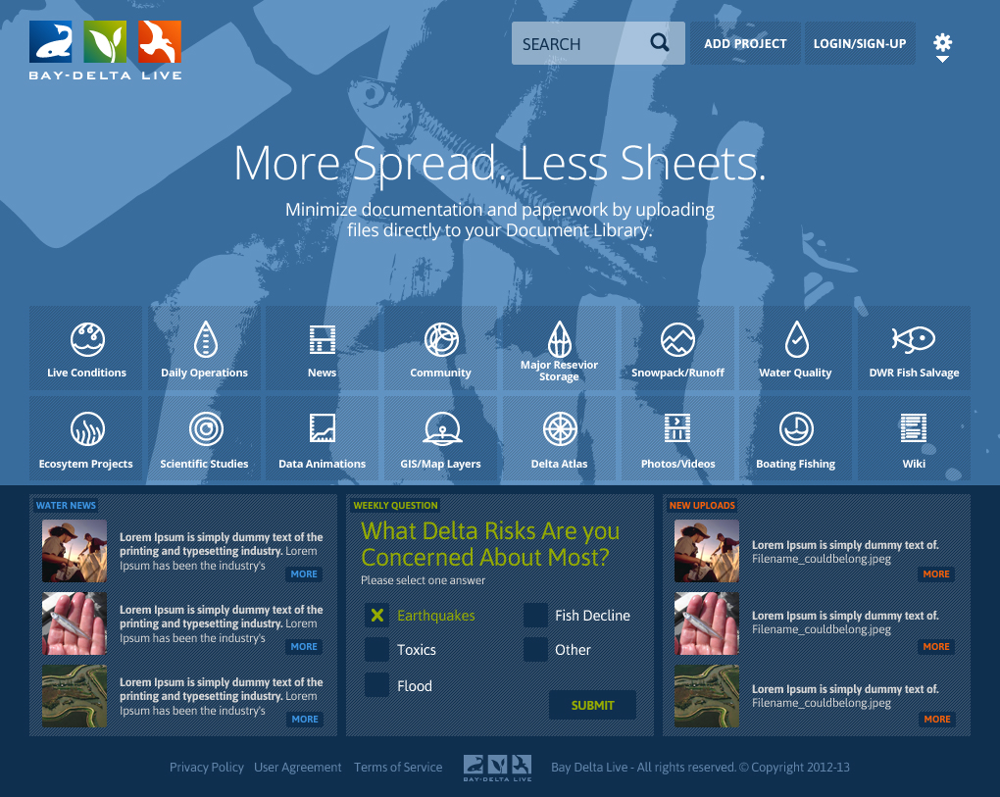 BAY-DELTA LIVE
SEARCH
ADD PROJECT
LOGIN/SIGN-UP
More Spread. Less Sheets.
Minimize documentation and paperwork by uploading
files directly to your Document Library.
Live Conditions
Daily Operations
News
Community
Major Resevior
Storage
Snowpack/Runoff
Water Quality
DWR Fish Salvage
Ecosytem Projects
Scientific Studies
Data Animations
GIS/Map Layers
Delta Atlas
Photos/Videos
Boating Fishing
Wiki
WATER NEWS
Lorem Ipsum is simply dummy text of the
printing and typesetting industry. Lorem
Ipsum has been the industry's
MORE
Lorem Ipsum is simply dummy text of the
printing and typesetting industry. Lorem
Ipsum has been the industry's
MORE
Lorem Ipsum is simply dummy text of the
printing and typesetting industry. Lorem
Ipsum has been the industry's
MORE
WEEKLY QUESTION
What Delta Risks Are you
Concerned About Most?
Please select one answer
Earthquakes
Fish Decline
Toxics
Other
Flood
SUBMIT
NEW UPLOADS
Lorem Ipsum is simply dummy text of.
Filename_couldbelong.jpeg
MORE
Lorem Ipsum is simply dummy text of.
Filename_couldbelong.jpeg
MORE
Lorem Ipsum is simply dummy text of.
Filename_couldbelong.jpeg
MORE
Privacy Policy
User Agreement
Terms of Service
BAY-DELTA LIVE
Bay Delta Live - All rights reserved. © Copyright 2012-13